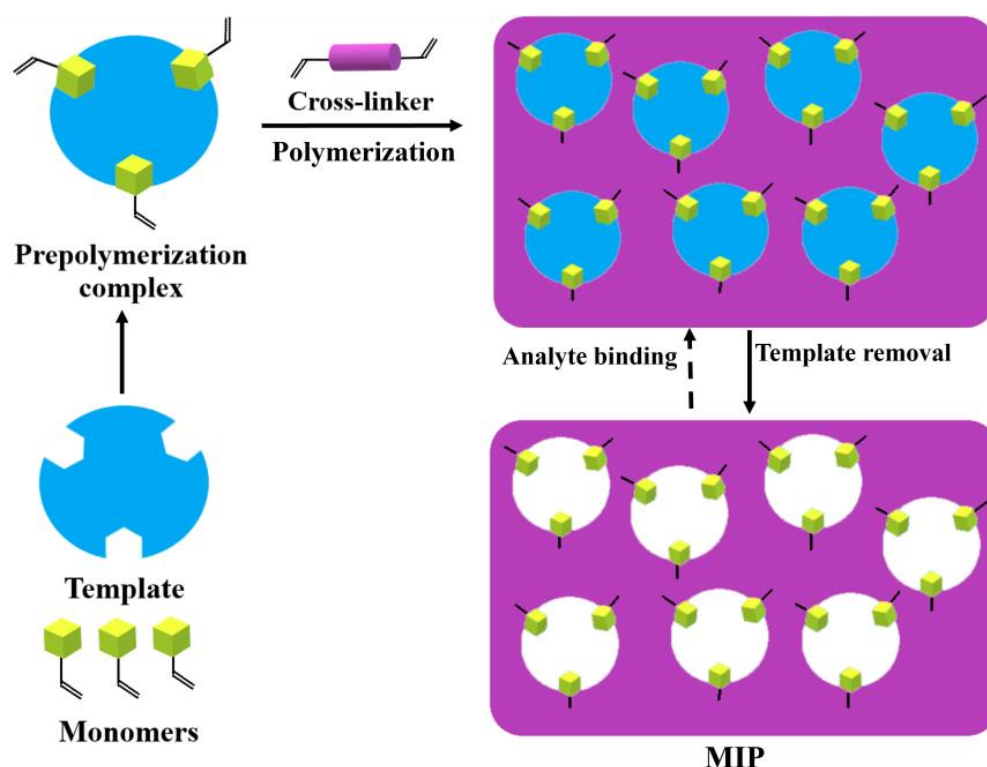 Cross-linker
Polymerization
Prepolymerization
complex
Analyte binding
Template removal
Template
Monomers
MIP